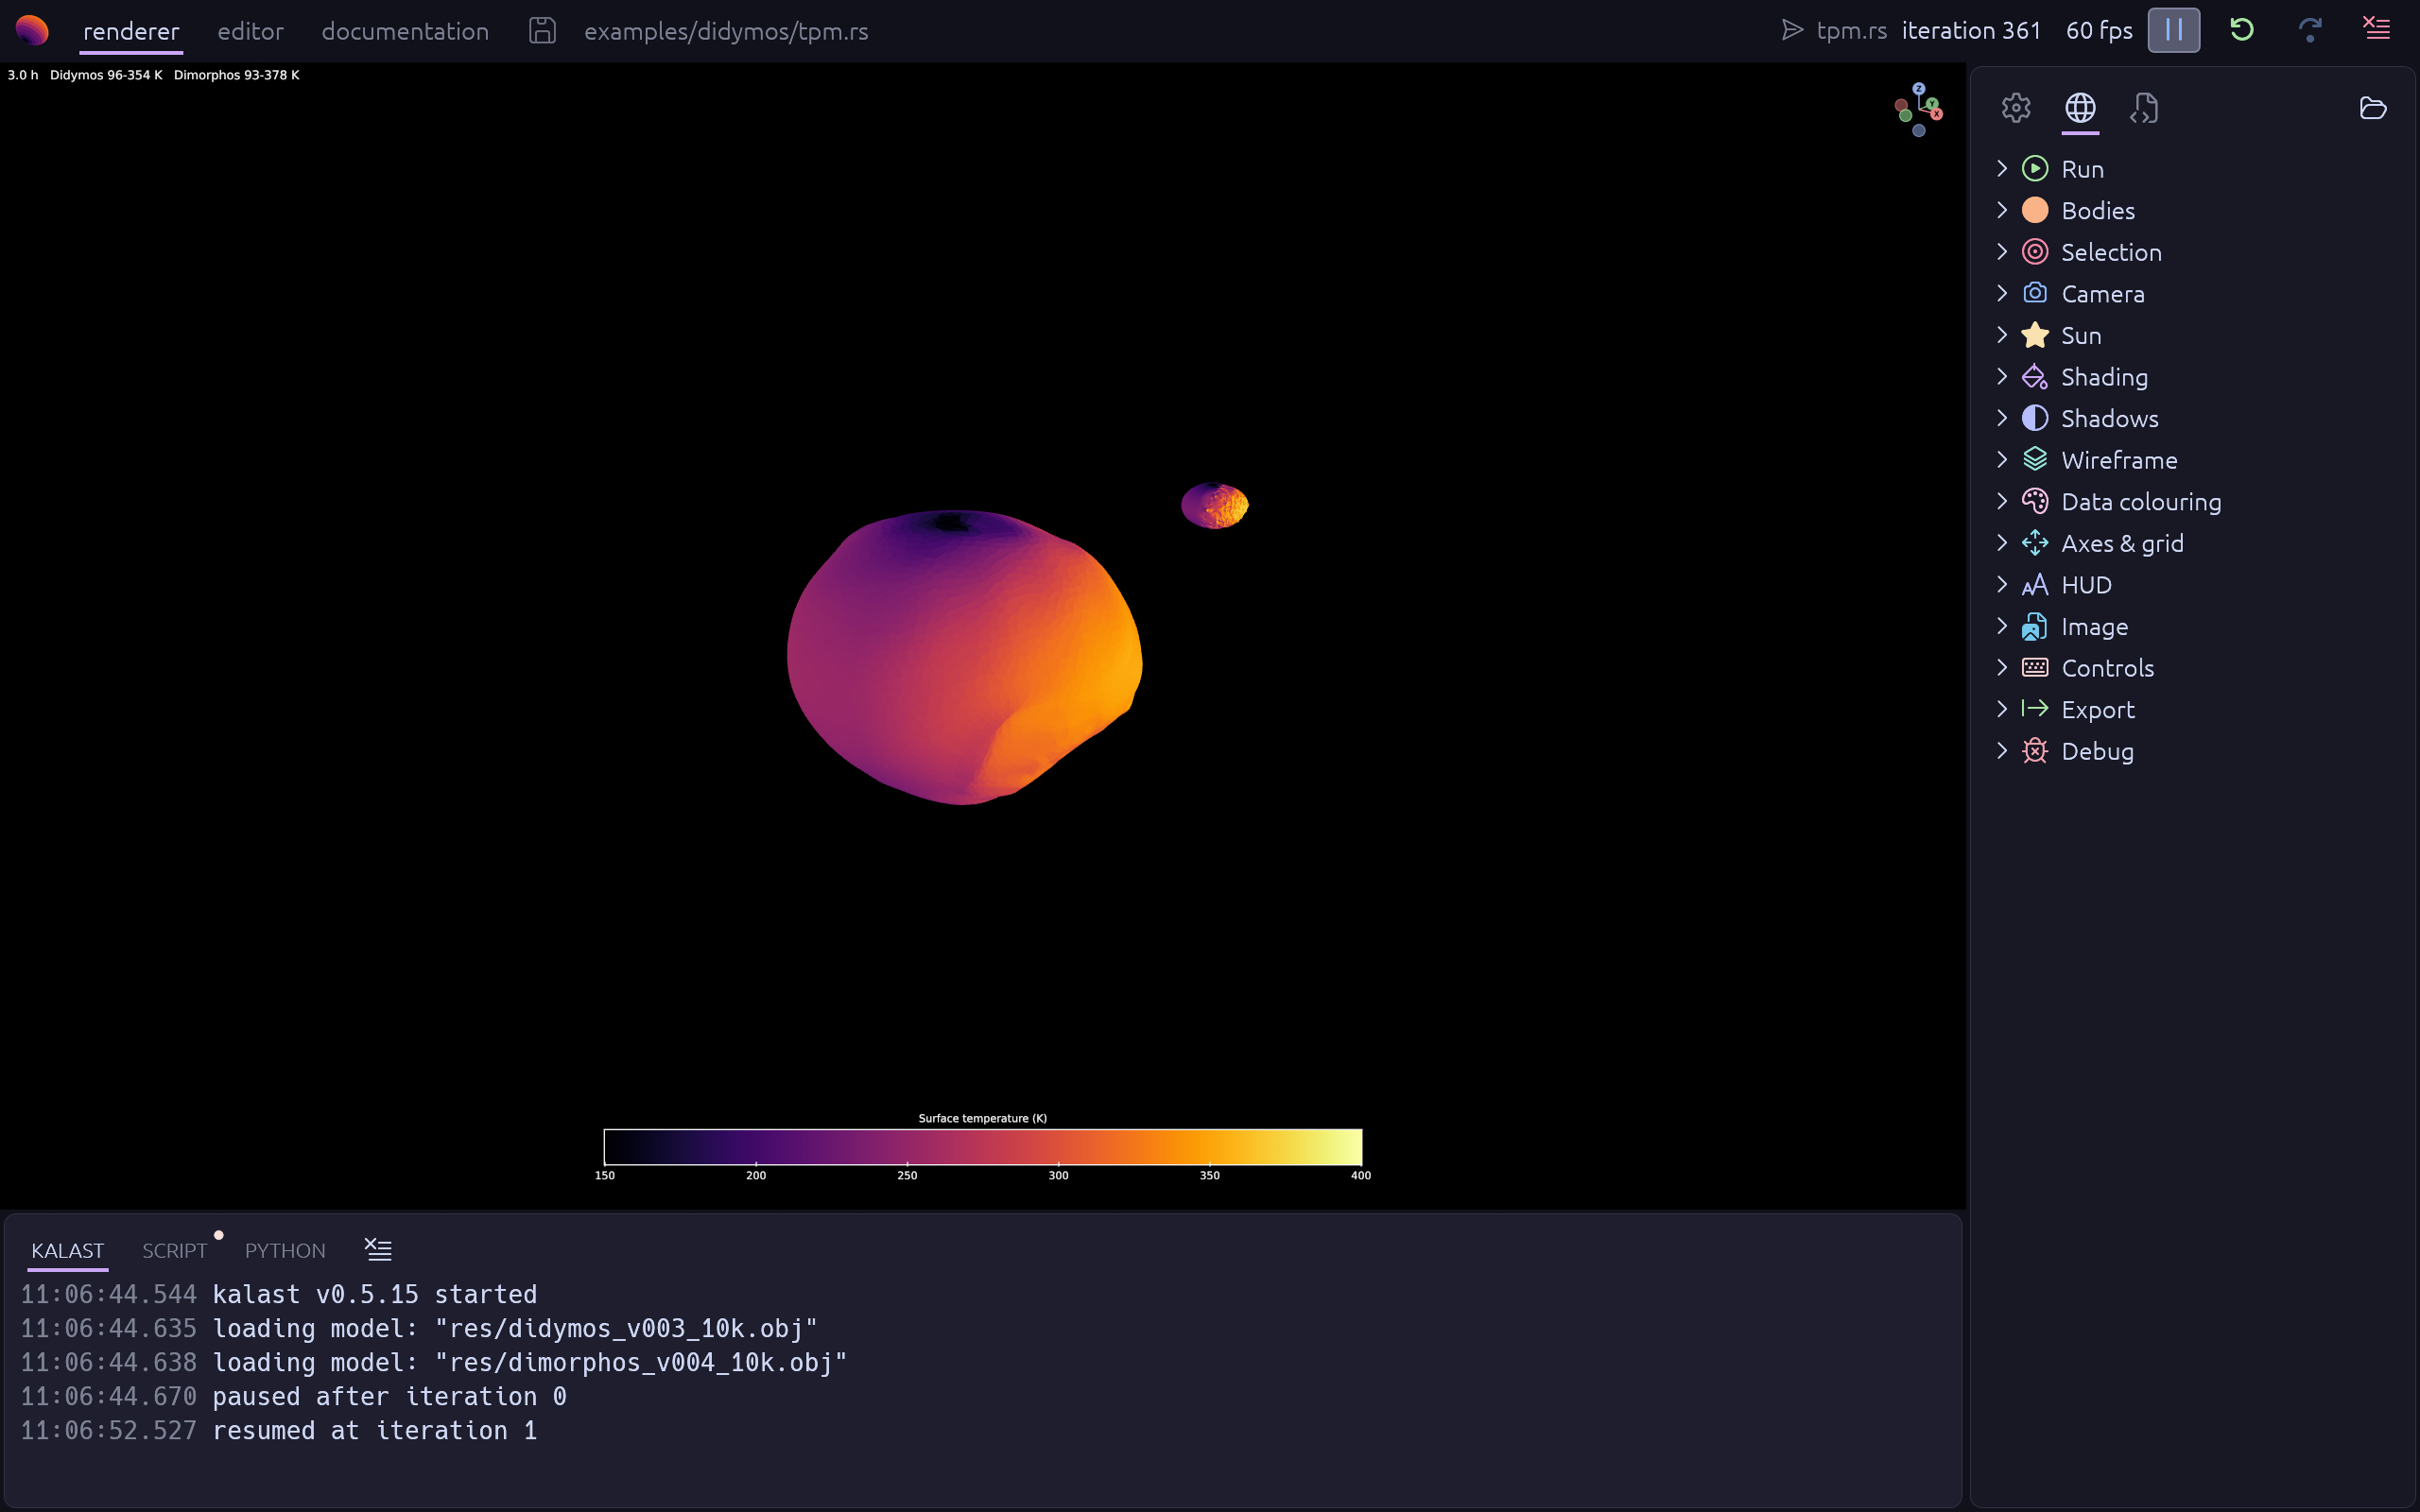 renderer editor documentation examples/didymos/tpm.rs tpm.rs iteration 361 60 fps
3.0 h Didymos 96-354 K Dimorphos 93-378 K
Z
Y
X
Run
Bodies
Selection
Camera
Sun
Shading
Shadows
Wireframe
Data colouring
Axes & grid
HUD
Image
Controls
Export
Debug
Surface temperature (K)
150 200 250 300 350 400
KALAST SCRIPT PYTHON
11:06:44.544 kalast v0.5.15 started
11:06:44.635 loading model: "res/didymos_v003_10k.obj"
11:06:44.638 loading model: "res/dimorphos_v004_10k.obj"
11:06:44.670 paused after iteration 0
11:06:52.527 resumed at iteration 1